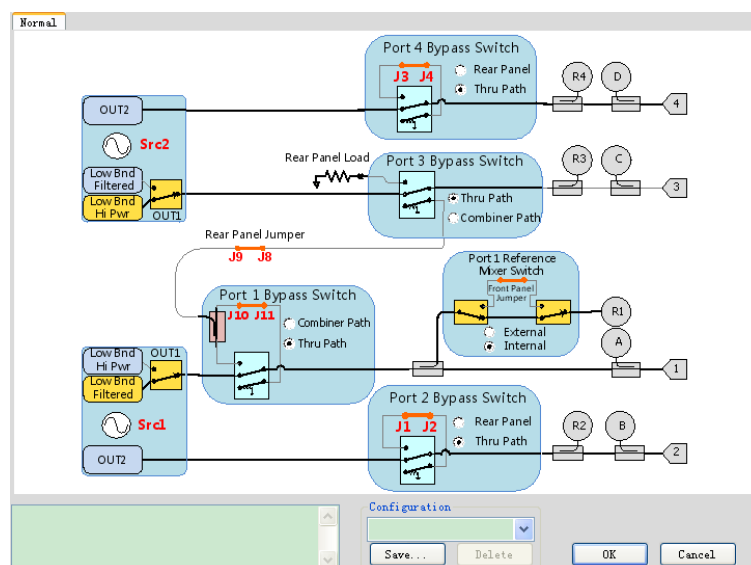 Normal
Port 4 Bypass Switch
J3 J4
Rear Panel
Thru Path
R4
D
4
OUT2
Src2
Low Bnd
Filtered
Low Bnd
Hi Pwr
OUT1
Rear Panel Load
Port 3 Bypass Switch
Thru Path
Combiner Path
R3
C
3
Rear Panel Jumper
J9 J8
Port 1 Reference
Mixer Switch
Front Panel
Jumper
External
Internal
R1
A
1
Port 1 Bypass Switch
J10 J11
Combiner Path
Thru Path
OUT1
Low Bnd
Hi Pwr
Low Bnd
Filtered
Src1
OUT2
Port 2 Bypass Switch
J1 J2
Rear Panel
Thru Path
R2
B
2
Configuration
Save...
Delete
OK
Cancel